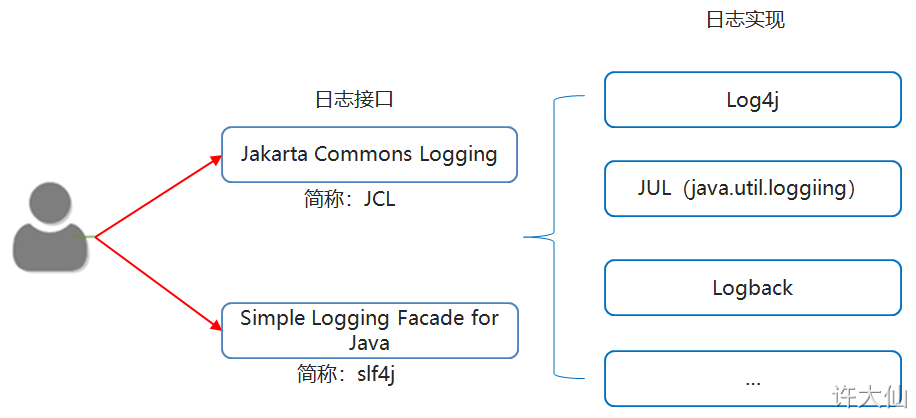 日志实现
日志接口
Log4j
Jakarta Commons Logging
简称：JCL
JUL（java.util.loggiing）
Logback
Simple Logging Facade for
Java
简称：slf4j
...
许大仙